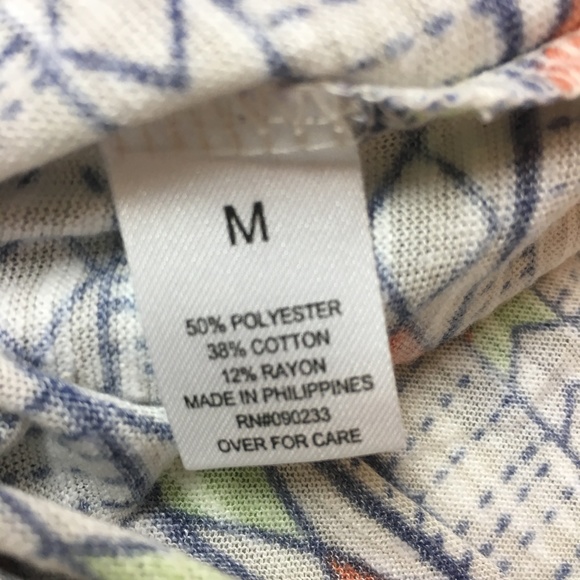 M
50% POLYESTER
38% COTTON
12% RAYON
MADE IN PHILIPPINES
RN#090233
OVER FOR CARE